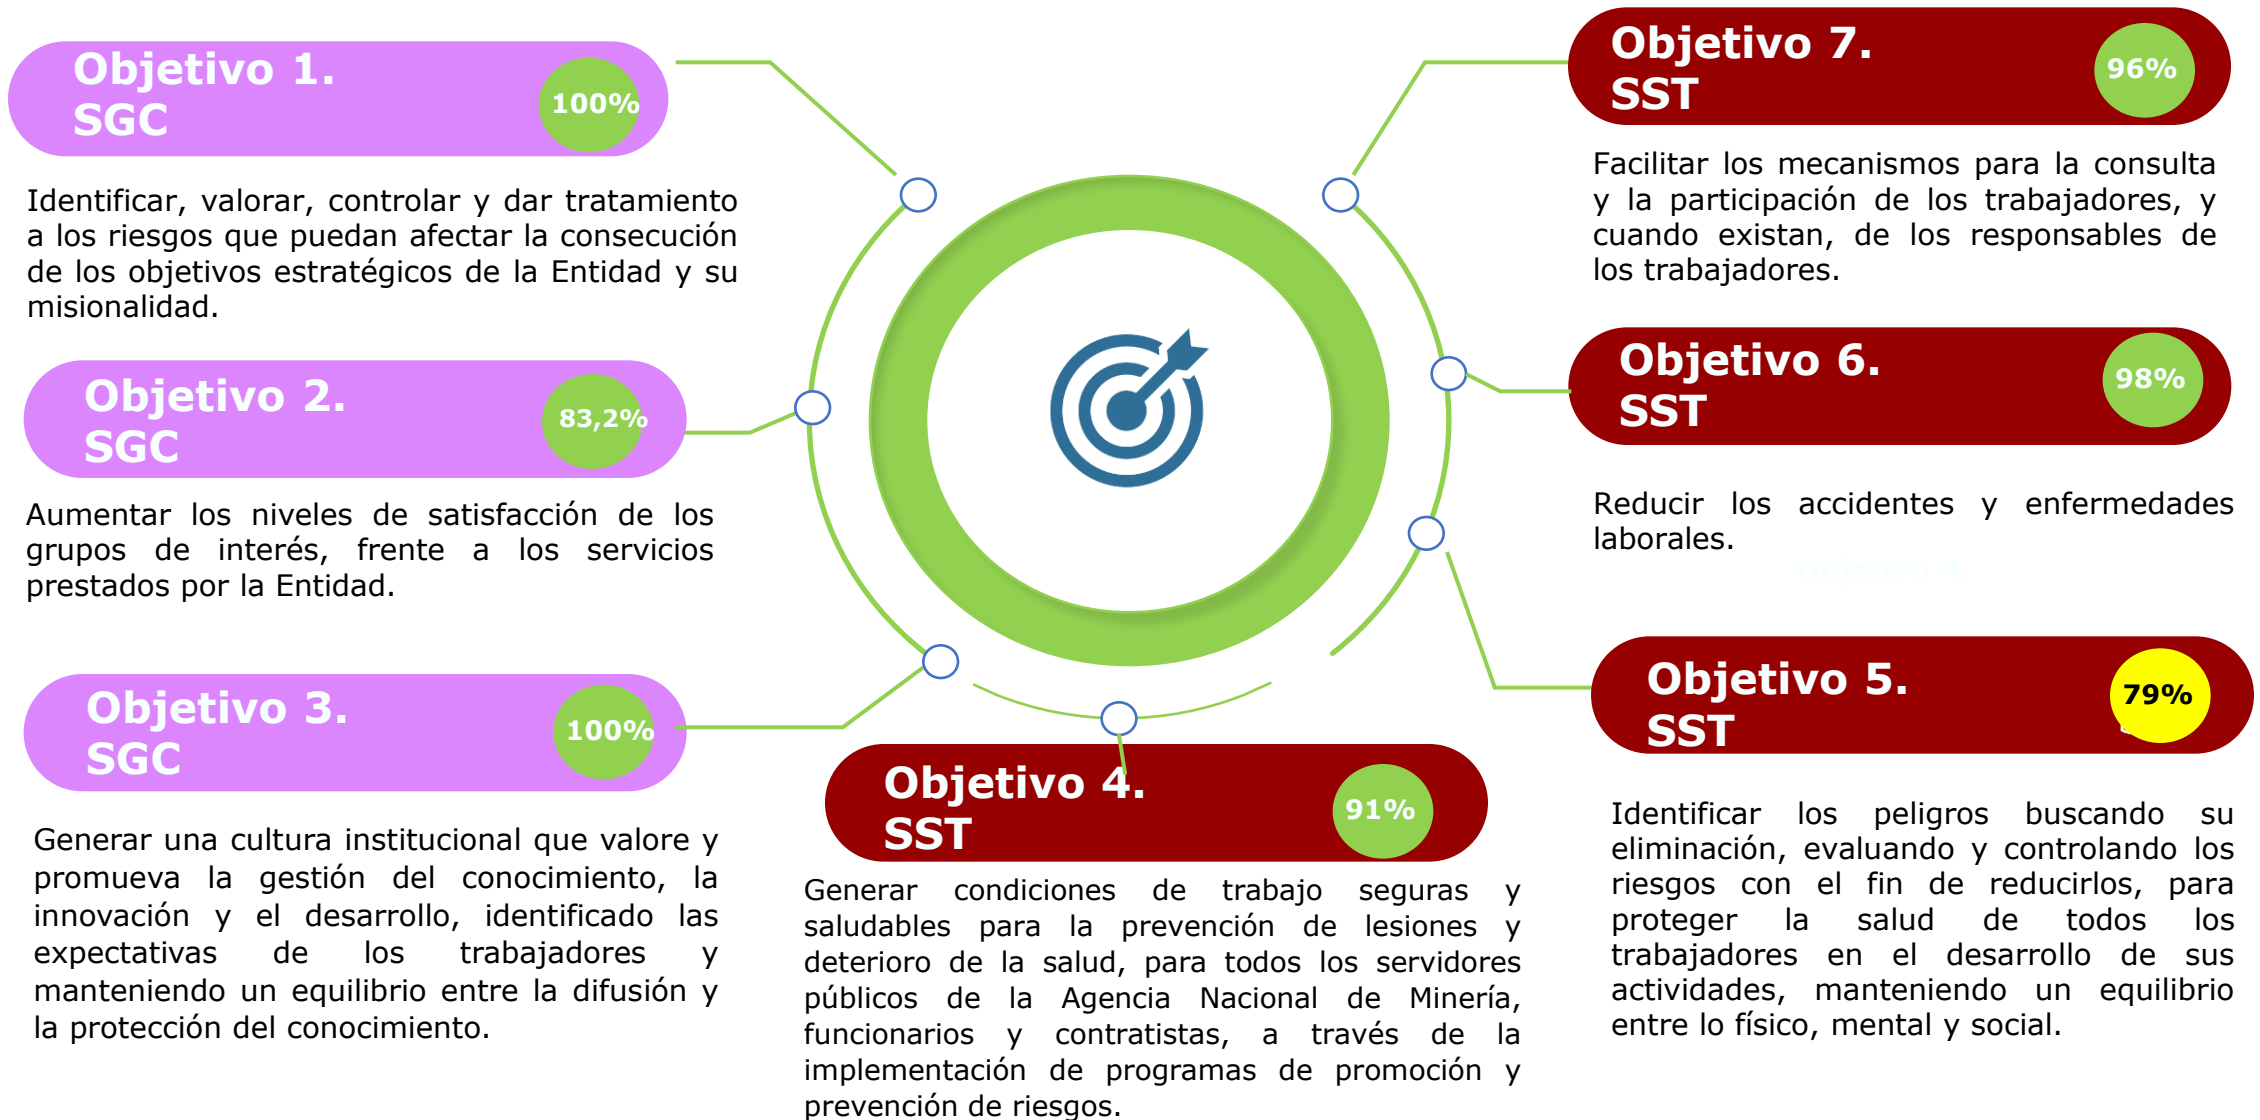 Objetivo 1.
SGC
100%
Identificar, valorar, controlar y dar tratamiento
a los riesgos que puedan afectar la consecución
de los objetivos estratégicos de la Entidad y su
misionalidad.
Objetivo 2.
SGC
83,2%
Aumentar los niveles de satisfacción de los
grupos de interés, frente a los servicios
prestados por la Entidad.
Objetivo 3.
SGC
100%
Generar una cultura institucional que valore y
promueva la gestión del conocimiento, la
innovación y el desarrollo, identificado las
expectativas de los trabajadores y
manteniendo un equilibrio entre la difusión y
la protección del conocimiento.
Objetivo 4.
SST
91%
Generar condiciones de trabajo seguras y
saludables para la prevención de lesiones y
deterioro de la salud, para todos los servidores
públicos de la Agencia Nacional de Minería,
funcionarios y contratistas, a través de la
implementación de programas de promoción y
prevención de riesgos.
Objetivo 7.
SST
96%
Facilitar los mecanismos para la consulta
y la participación de los trabajadores, y
cuando existan, de los responsables de
los trabajadores.
Objetivo 6.
SST
98%
Reducir los accidentes y enfermedades
laborales.
Objetivo 5.
SST
79%
Identificar los peligros buscando su
eliminación, evaluando y controlando los
riesgos con el fin de reducirlos, para
proteger la salud de todos los
trabajadores en el desarrollo de sus
actividades, manteniendo un equilibrio
entre lo físico, mental y social.